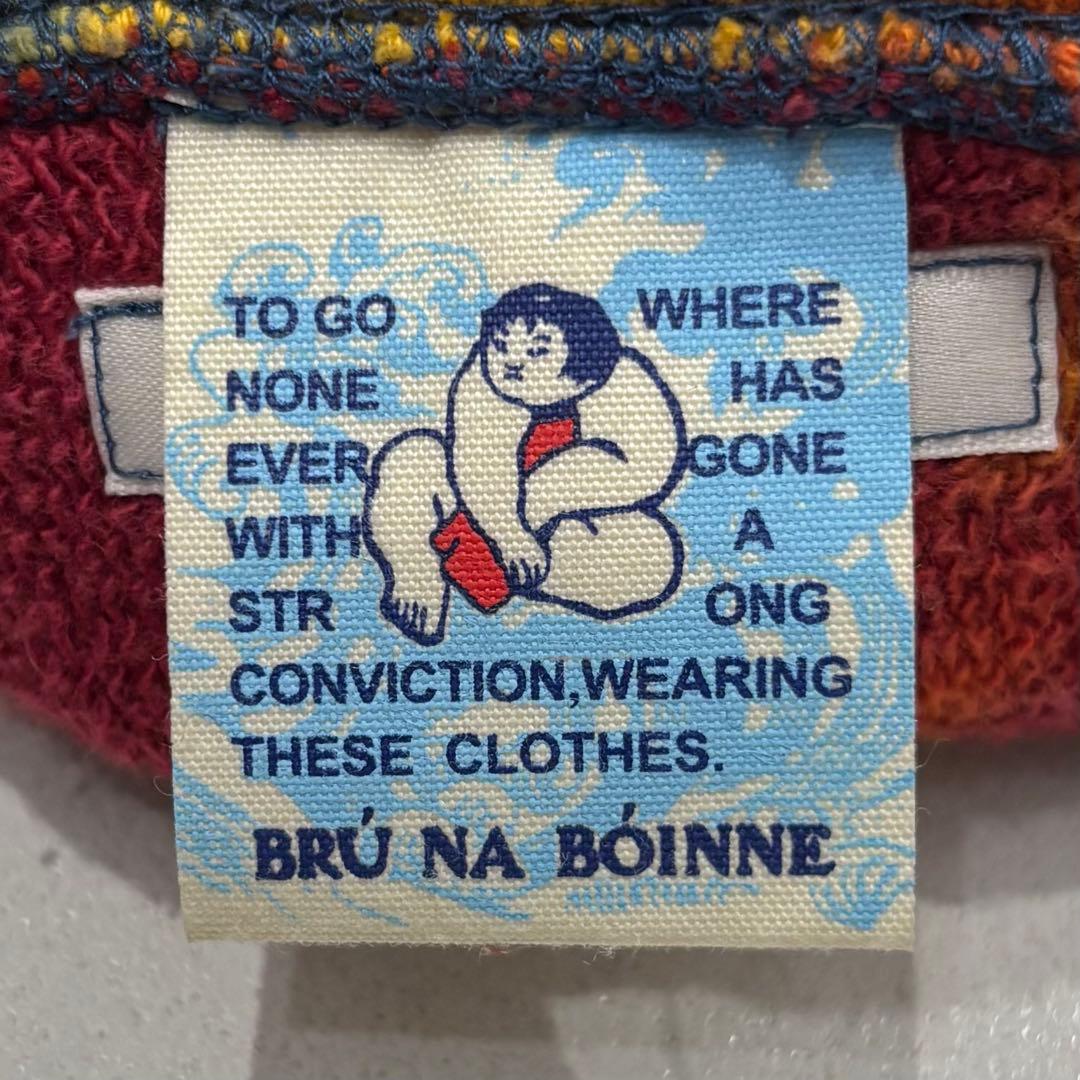 TO GO WHERE
NONE HAS
EVER GONE
WITH A
STR ONG
CONVICTION,WEARING
THESE CLOTHES.
BRÚ NA BÓINNE